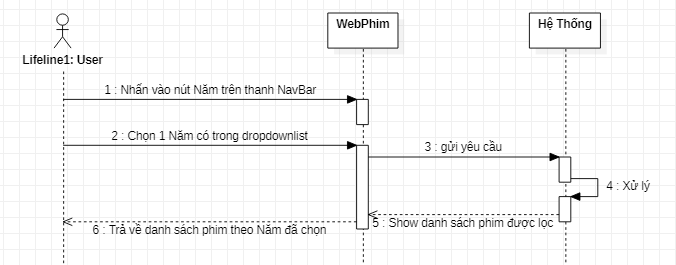 WebPhim
Hệ Thống
Lifeline1: User
1 : Nhấn vào nút Năm trên thanh NavBar
2 : Chọn 1 Năm có trong dropdownlist
3 : gửi yêu cầu
4 : Xử lý
5 : Show danh sách phim được lọc
6 : Trả về danh sách phim theo Năm đã chọn